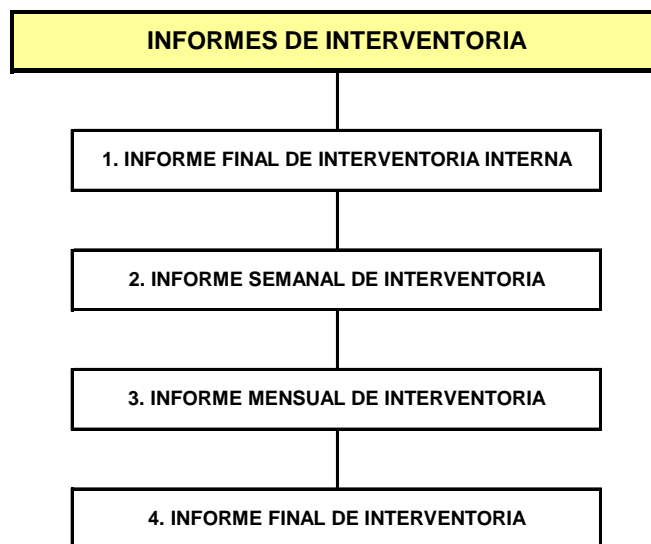 INFORMES DE INTERVENTORIA
1. INFORME FINAL DE INTERVENTORIA INTERNA
2. INFORME SEMANAL DE INTERVENTORIA
3. INFORME MENSUAL DE INTERVENTORIA
4. INFORME FINAL DE INTERVENTORIA